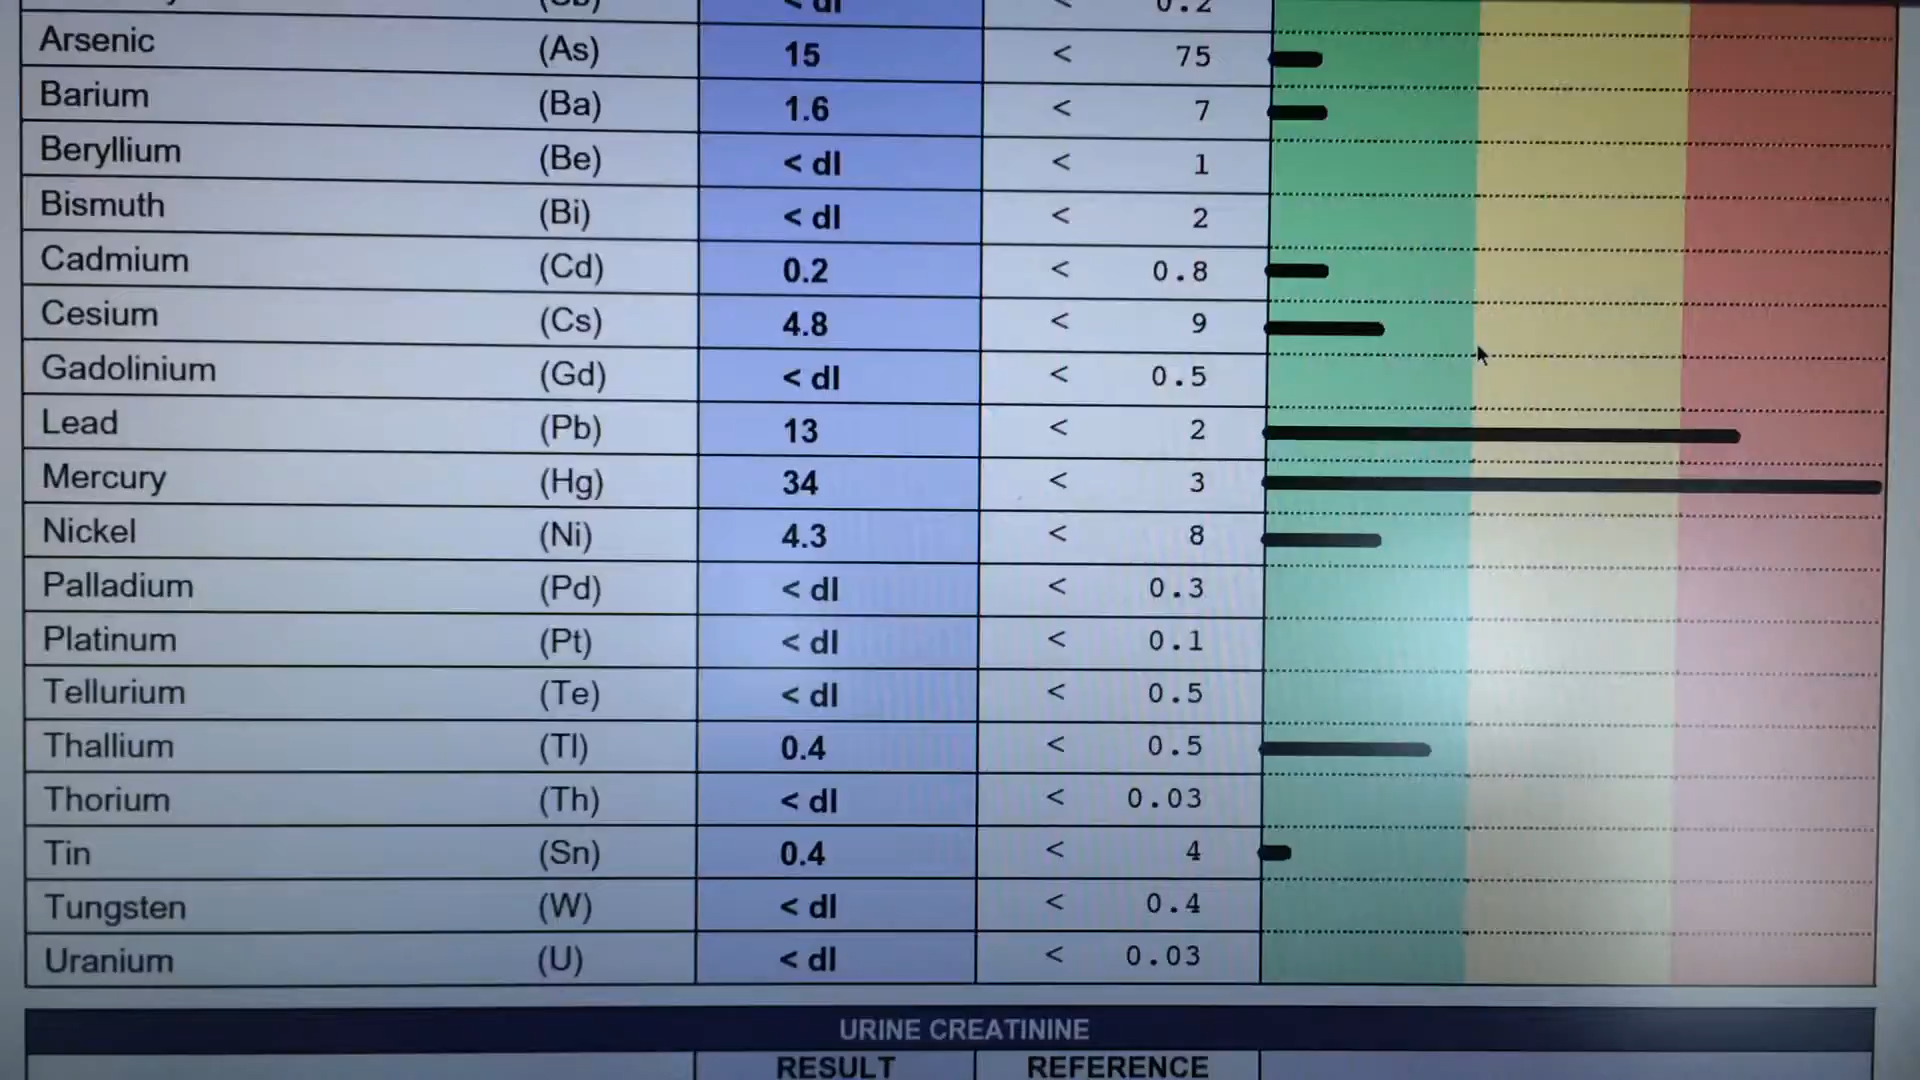 (Sb) < dl < 0.2
Arsenic (As) 15 < 75
Barium (Ba) 1.6 < 7
Beryllium (Be) < dl < 1
Bismuth (Bi) < dl < 2
Cadmium (Cd) 0.2 < 0.8
Cesium (Cs) 4.8 < 9
Gadolinium (Gd) < dl < 0.5
Lead (Pb) 13 < 2
Mercury (Hg) 34 < 3
Nickel (Ni) 4.3 < 8
Palladium (Pd) < dl < 0.3
Platinum (Pt) < dl < 0.1
Tellurium (Te) < dl < 0.5
Thallium (Tl) 0.4 < 0.5
Thorium (Th) < dl < 0.03
Tin (Sn) 0.4 < 4
Tungsten (W) < dl < 0.4
Uranium (U) < dl < 0.03
URINE CREATININE
RESULT REFERENCE